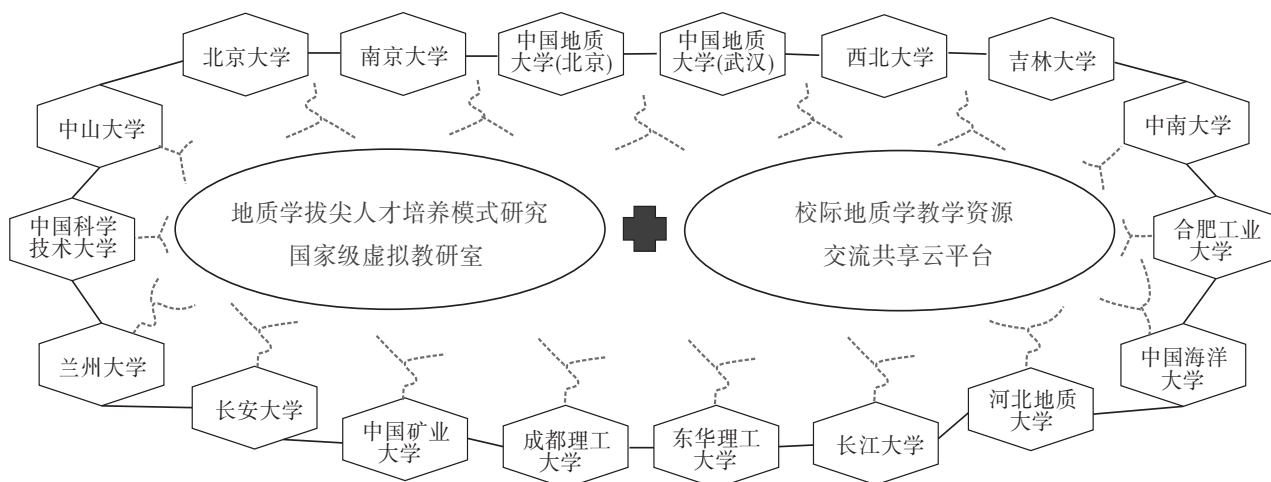 北京大学
南京大学
中国地质
大学(北京)
中国地质
大学(武汉)
西北大学
吉林大学
中山大学
中南大学
中国科学
技术大学
地质学拔尖人才培养模式研究
国家级虚拟教研室
校际地质学教学资源
交流共享云平台
合肥工业
大学
兰州大学
中国海洋
大学
长安大学
河北地质
大学
中国矿业
大学
成都理工
大学
东华理工
大学
长江大学